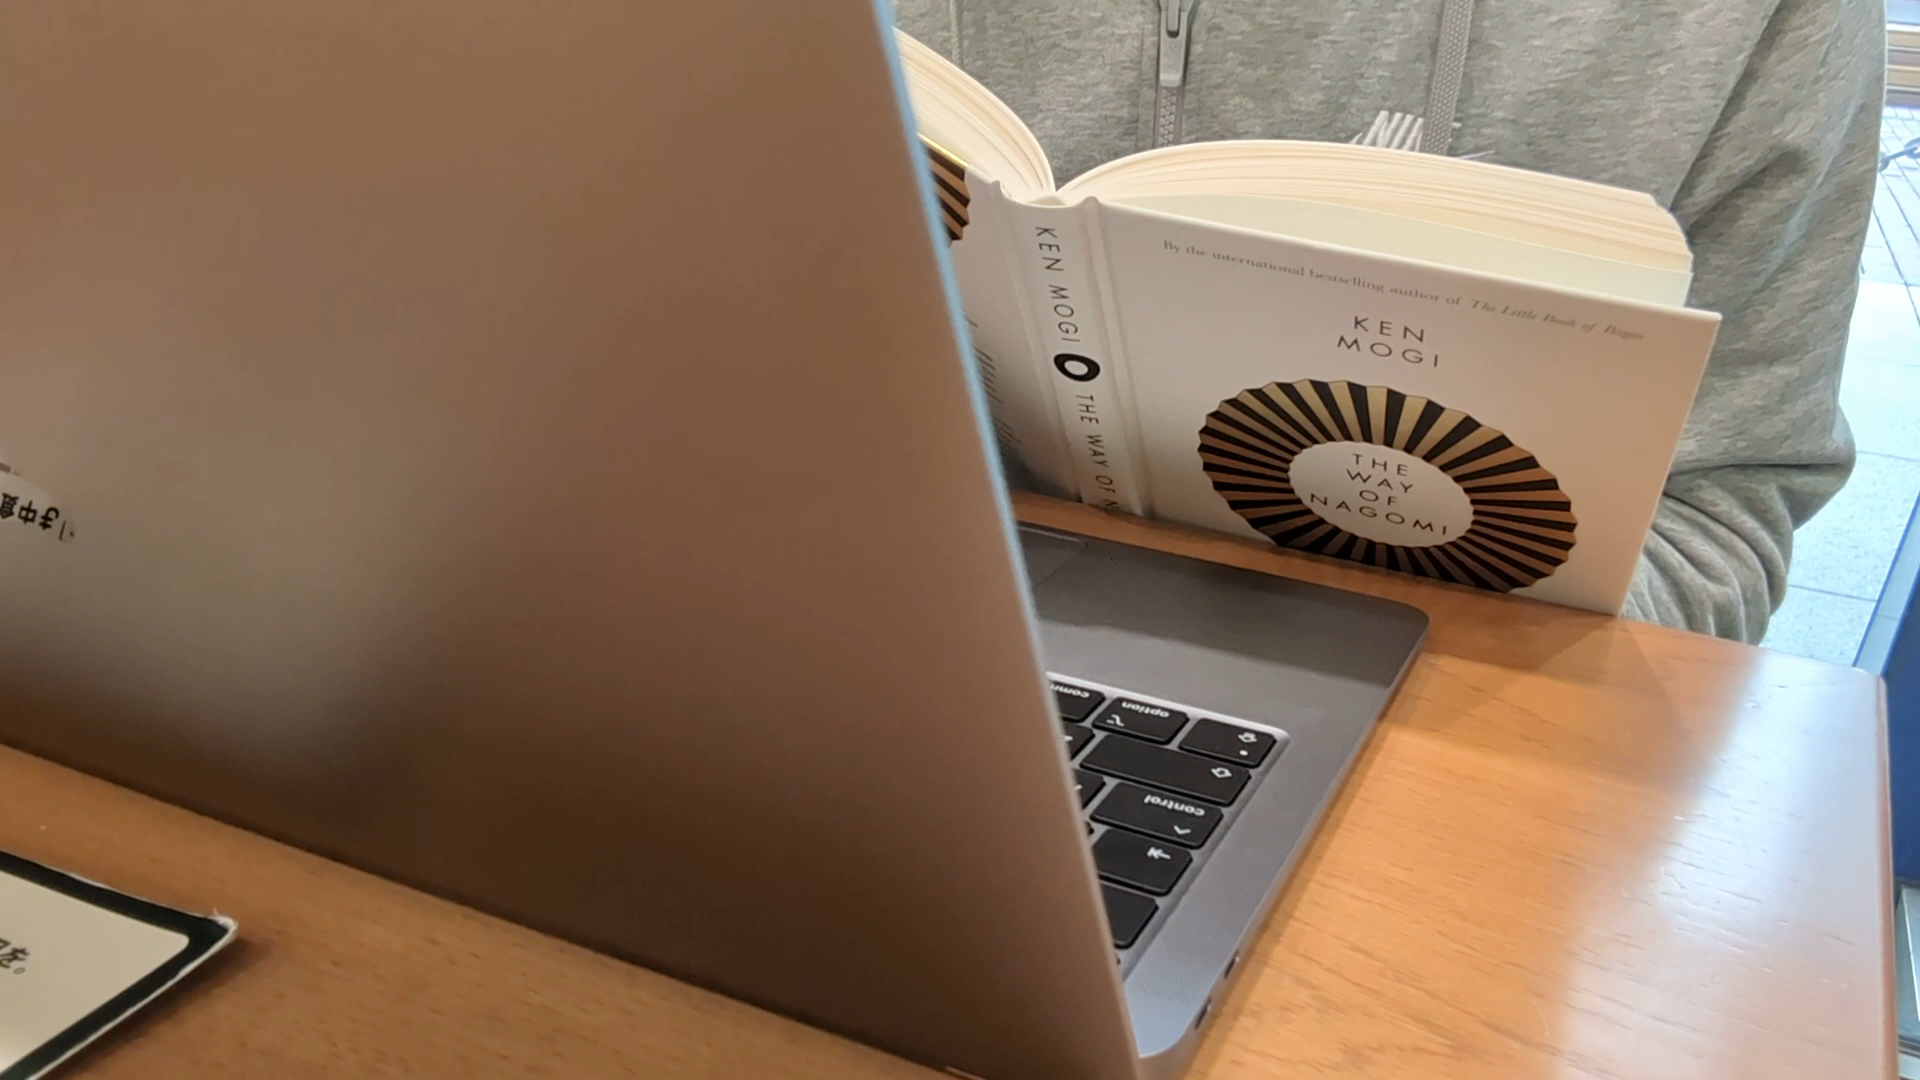 By the international bestselling author of The Little Book of Ikigai
KEN
MOGI
THE
WAY
OF
NAGOMI
KEN MOGI THE WAY OF N
option
control
を。